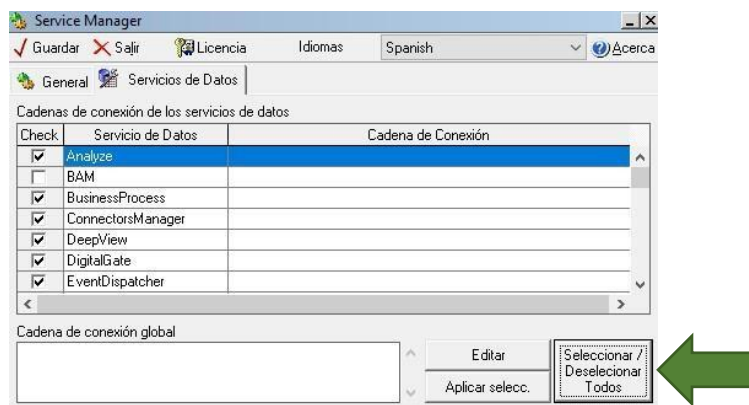 Service Manager
Guardar Salir Licencia Idiomas Spanish Acerca
General Servicios de Datos
Cadenas de conexión de los servicios de datos
Check Servicio de Datos Cadena de Conexión
Analyze
BAM
BusinessProcess
ConnectorsManager
DeepView
DigitalGate
EventDispatcher
Cadena de conexión global
Editar
Aplicar selecc.
Seleccionar /
Deselecionar
Todos